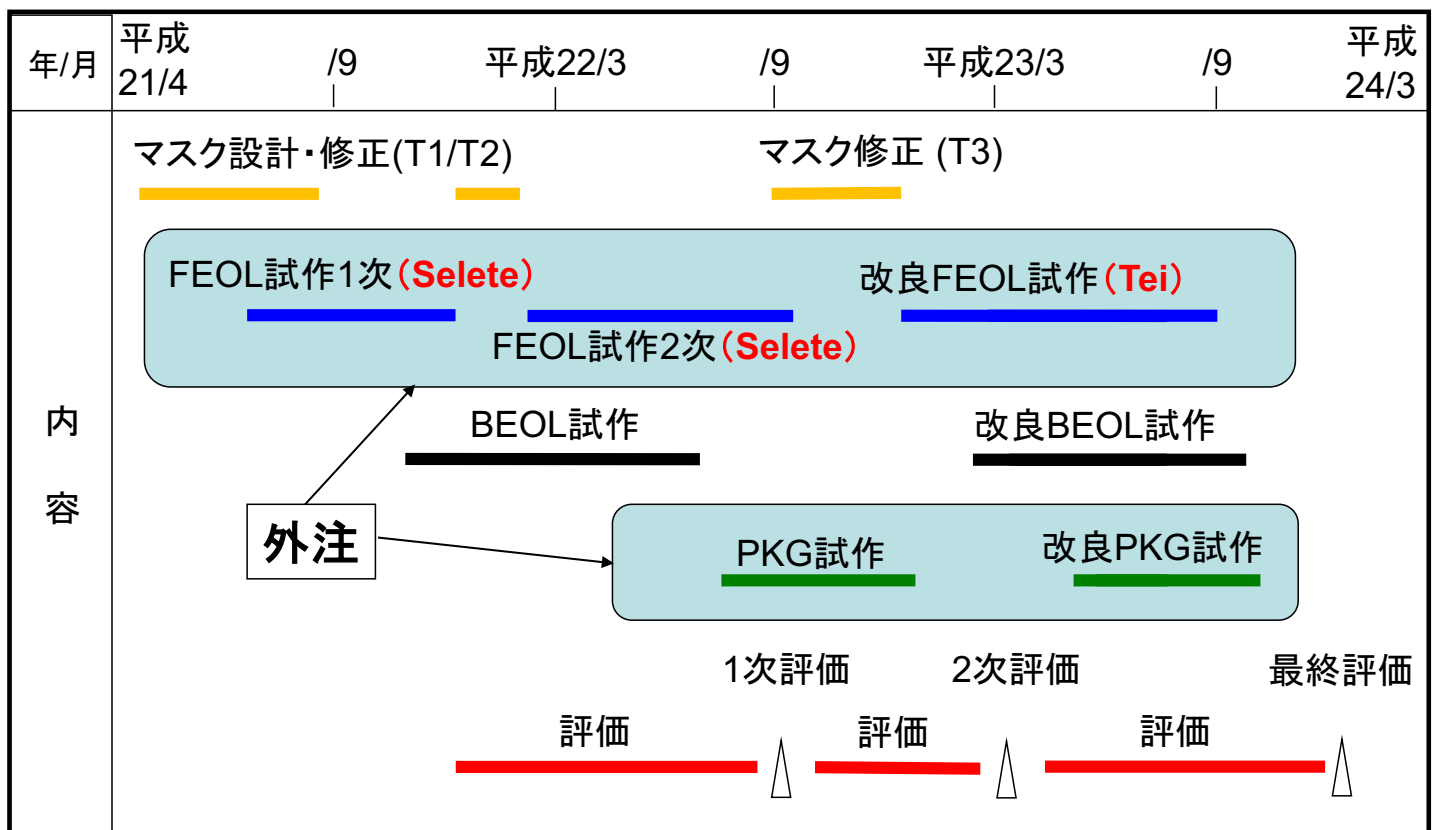 年/月
平成
21/4
/9
平成22/3
/9
平成23/3
/9
平成
24/3
内
容
マスク設計・修正(T1/T2)
マスク修正 (T3)
FEOL試作1次(Selete)
改良FEOL試作(Tei)
FEOL試作2次(Selete)
BEOL試作
改良BEOL試作
外注
PKG試作
改良PKG試作
1次評価
2次評価
最終評価
評価
評価
評価